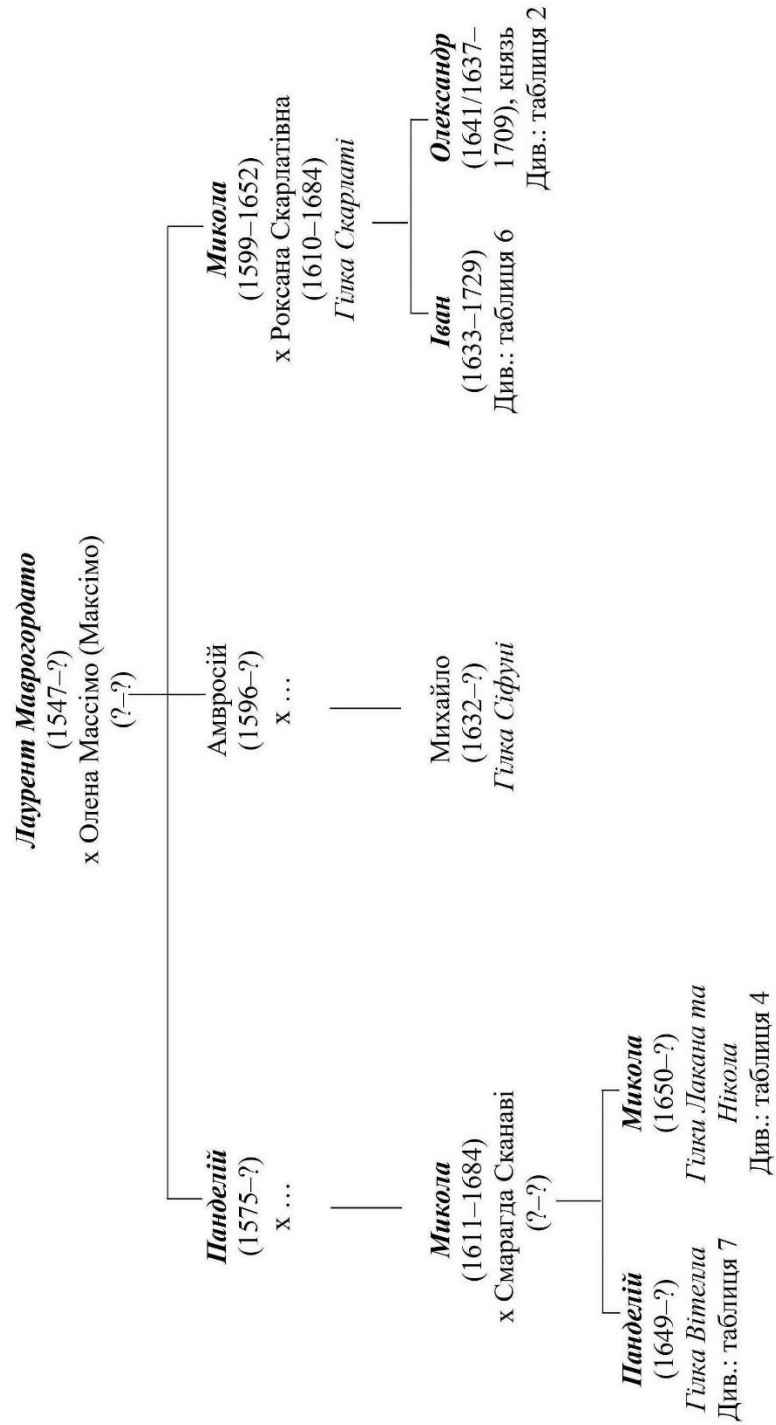 Лаурент Маврогордато
(1547–?)
х Олена Массімо (Максімо)
(?–?)
Панделій
(1575–?)
х ...
Амвросій
(1596–?)
х ...
Микола
(1599–1652)
х Роксана Скарлатівна
(1610–1684)
Гілка Скарлаті
Микола
(1611–1684)
х Смарагда Сканаві
(?–?)
Михайло
(1632–?)
Гілка Сіфуні
Іван
(1633–1729)
Див.: таблиця 6
Олександр
(1641/1637–
1709), князь
Див.: таблиця 2
Панделій
(1649–?)
Гілка Вітелла
Див.: таблиця 7
Микола
(1650–?)
Гілки Лакана та
Нікола
Див.: таблиця 4